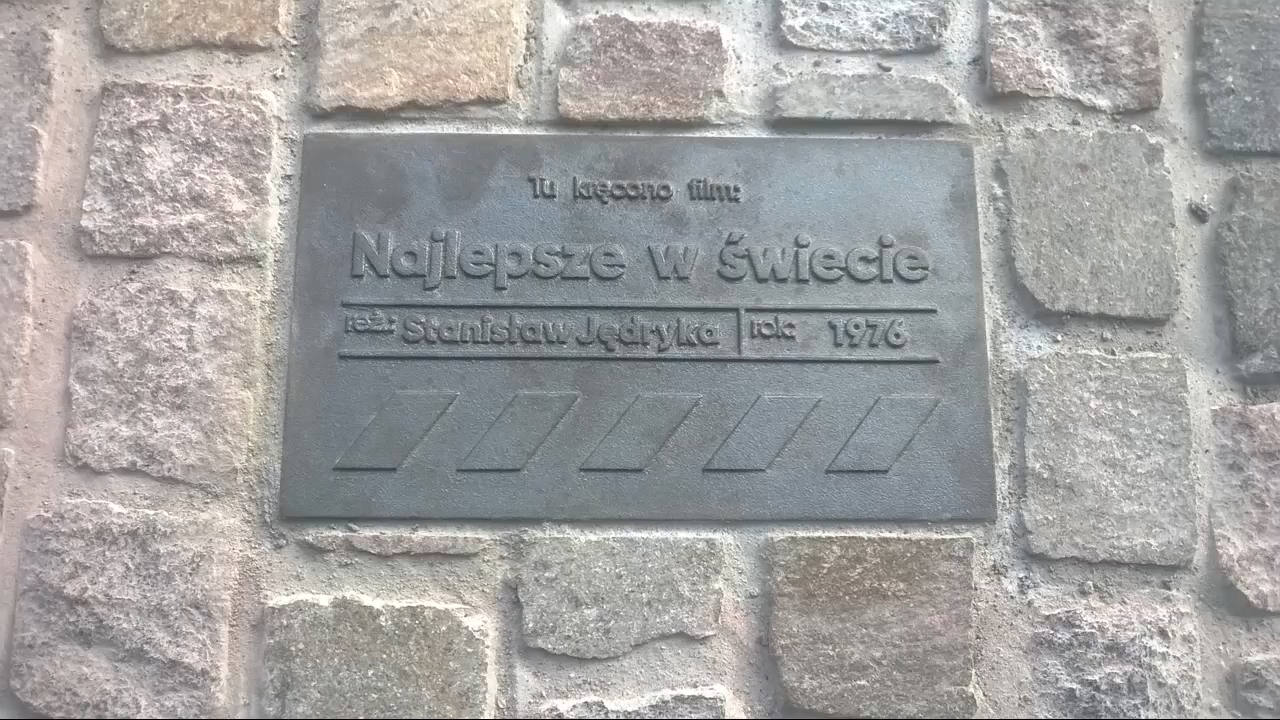 Tu kręcono film:
Najlepsze w świecie
reż.: Stanisław Jędryka rok: 1976